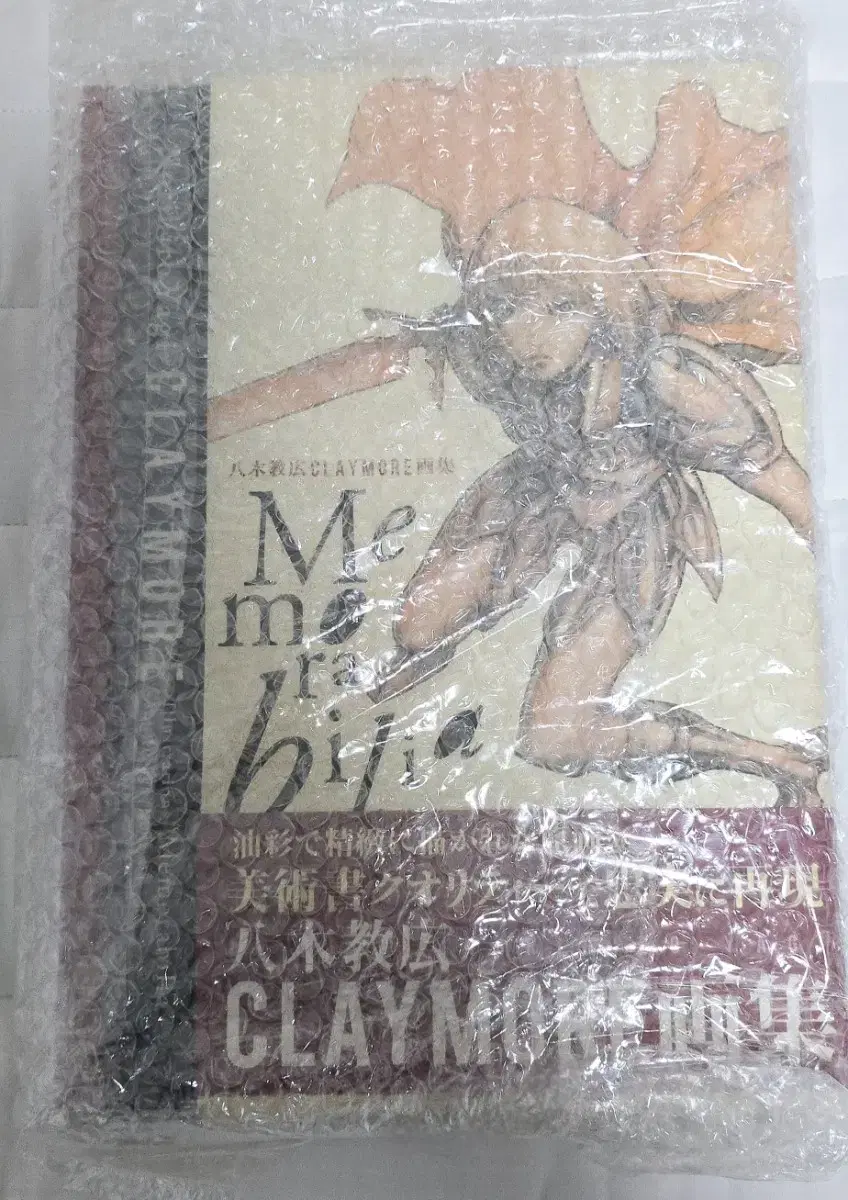 CLAYMORE
八木教広CLAYMORE画集
Me
mo
ra
bilia
油彩で精緻に描かれた
美術書クオリティ 忠実に再現
八木教広
CLAYMORE画集